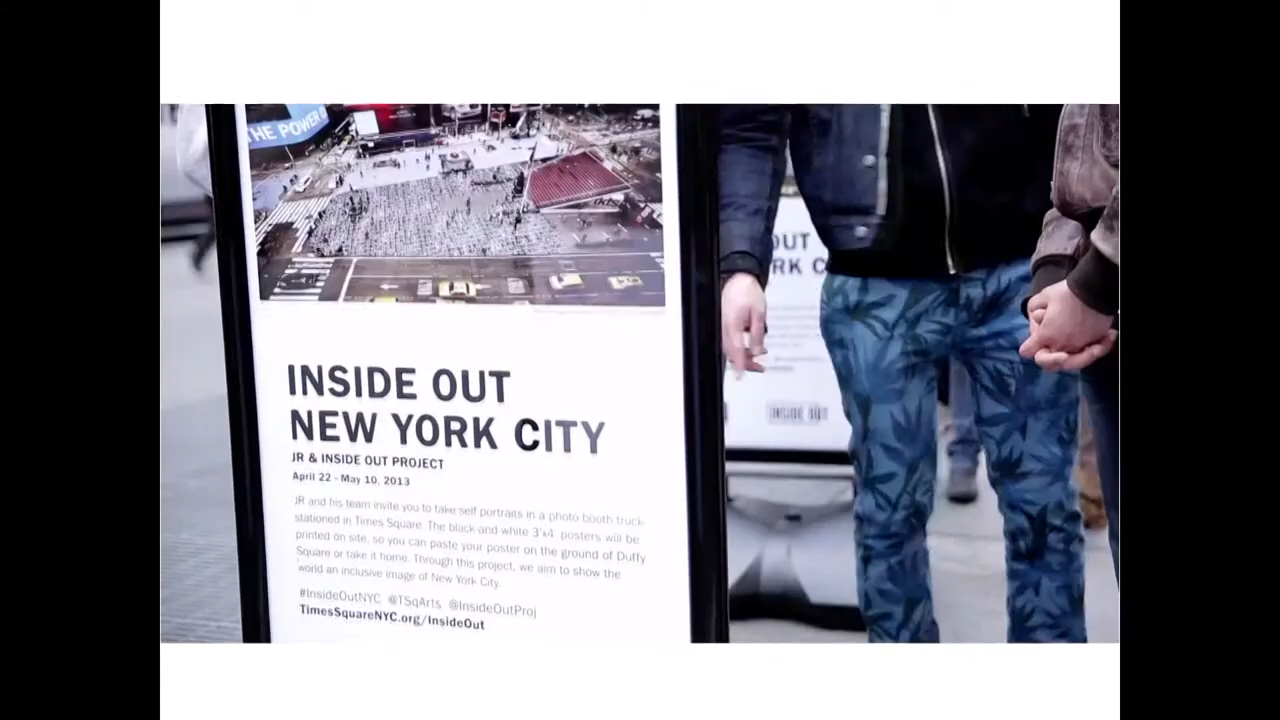 THE POWER O
INSIDE OUT
NEW YORK CITY
JR & INSIDE OUT PROJECT
April 22 - May 10, 2013
JR and his team invite you to take self portraits in a photo booth truck
stationed in Times Square. The black and white 3'x4' posters will be
printed on site, so you can paste your poster on the ground of Duffy
Square or take it home. Through this project, we aim to show the
world an inclusive image of New York City.
#InsideOutNYC @TSqArts @InsideOutProj
TimesSquareNYC.org/InsideOut
OUT
RK C
INSIDE OUT